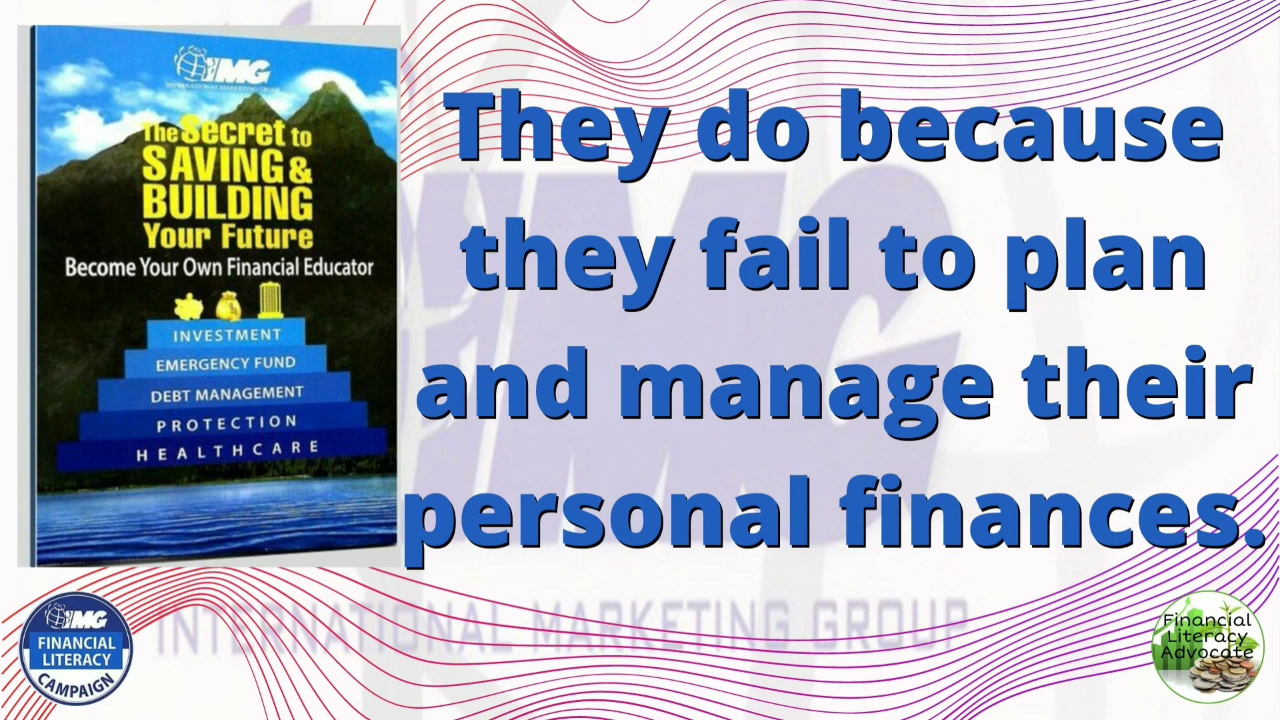 IMG
INTERNATIONAL MARKETING GROUP
The Secret to
SAVING &
BUILDING
Your Future
Become Your Own Financial Educator
INVESTMENT
EMERGENCY FUND
DEBT MANAGEMENT
PROTECTION
HEALTHCARE
They do because
they fail to plan
and manage their
personal finances.
IMG
INTERNATIONAL MARKETING GROUP
IMG
FINANCIAL
LITERACY
CAMPAIGN
Financial
Literacy
Advocate